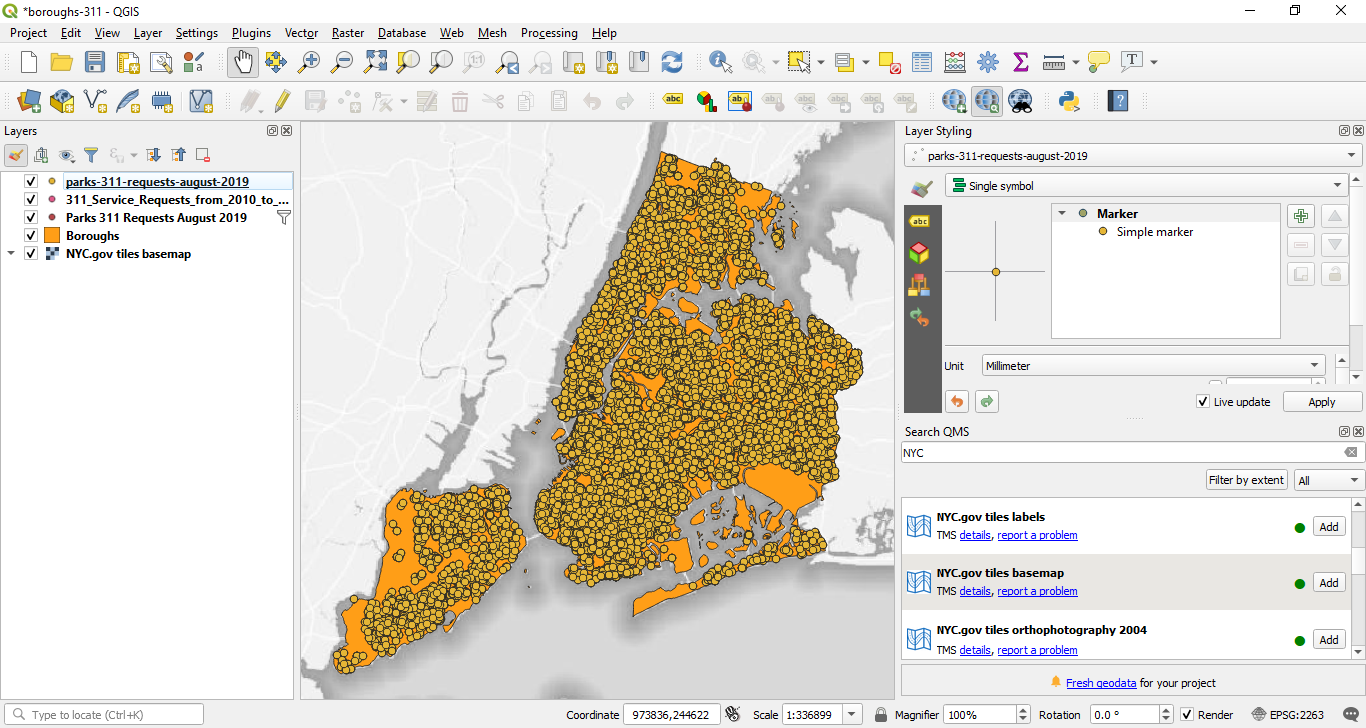 *boroughs-311 - QGIS
Project Edit View Layer Settings Plugins Vector Raster Database Web Mesh Processing Help
Layers
parks-311-requests-august-2019
311_Service_Requests_from_2010_to_...
Parks 311 Requests August 2019
Boroughs
NYC.gov tiles basemap
Layer Styling
parks-311-requests-august-2019
Single symbol
Marker
Simple marker
Unit Millimeter
Live update Apply
Search QMS
NYC
Filter by extent All
NYC.gov tiles labels
TMS details, report a problem
Add
NYC.gov tiles basemap
TMS details, report a problem
Add
NYC.gov tiles orthophotography 2004
TMS details, report a problem
Add
Fresh geodata for your project
Type to locate (Ctrl+K) Coordinate 973836,244622 Scale 1:336899 Magnifier 100% Rotation 0.0 ° Render EPSG:2263